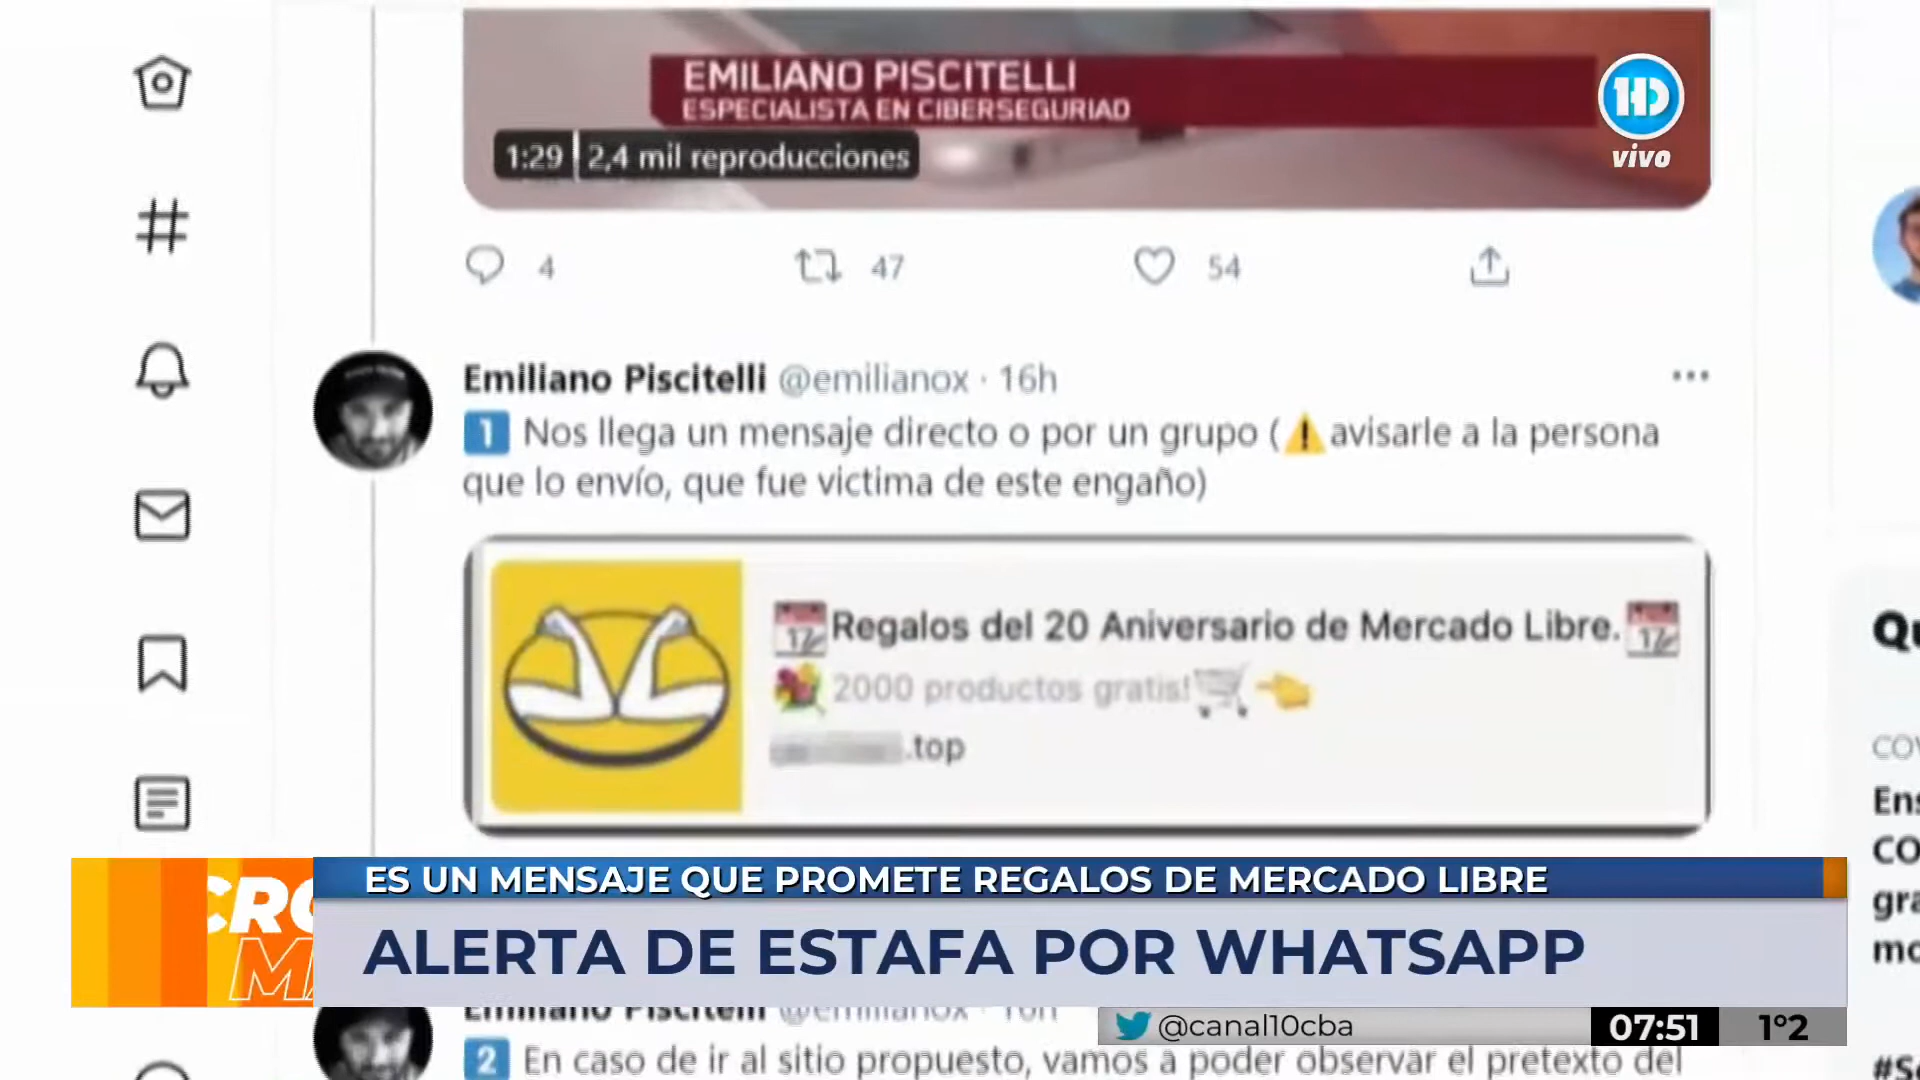 EMILIANO PISCITELLI
ESPECIALISTA EN CIBERSEGURIAD
1:29 | 2,4 mil reproducciones
vivo
4 47 54
Emiliano Piscitelli @emilianox · 16h
1 Nos llega un mensaje directo o por un grupo (⚠️avisarle a la persona
que lo envío, que fue victima de este engaño)
Regalos del 20 Aniversario de Mercado Libre.
2000 productos gratis!
.top
ES UN MENSAJE QUE PROMETE REGALOS DE MERCADO LIBRE
ALERTA DE ESTAFA POR WHATSAPP
Emiliano Piscitelli @emilianox · 16h
@canal10cba
07:51 1°2
2 En caso de ir al sitio propuesto, vamos a poder observar el pretexto del